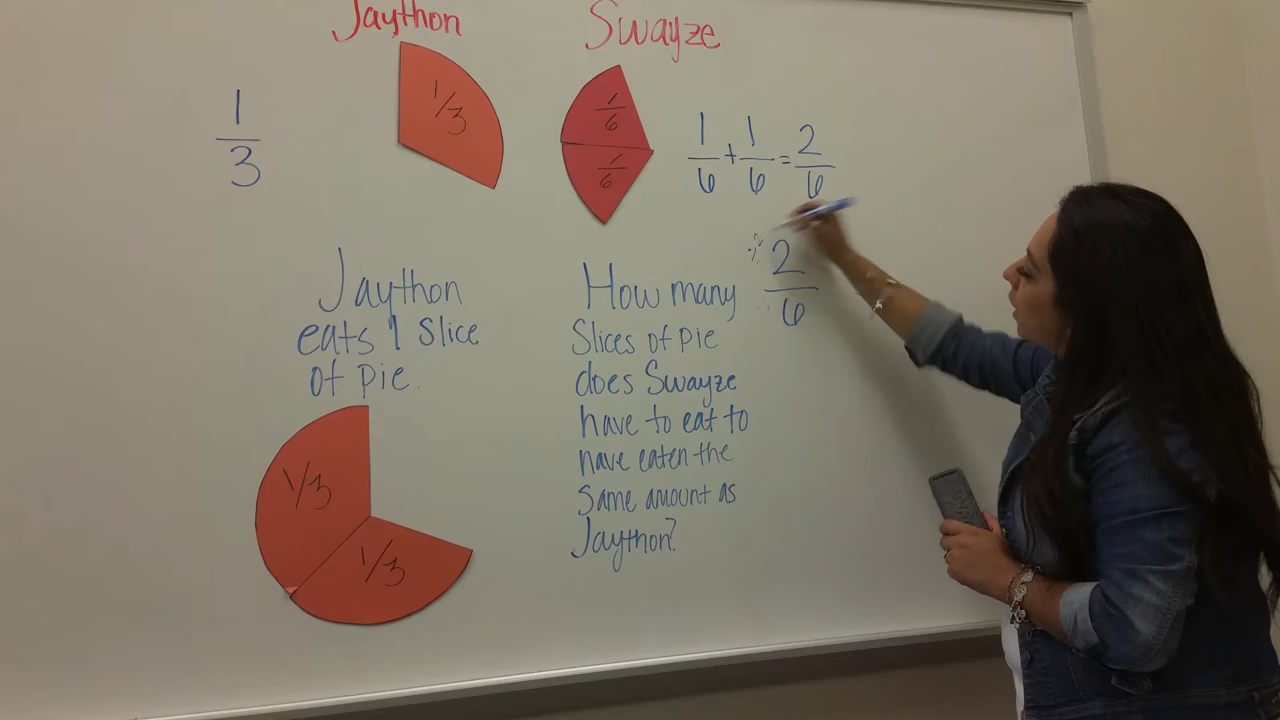 Jaython
Swayze
1/3
1/3
1/6
1/6
1/6 + 1/6 = 2/6
2/6
Jaython
eats 1 slice
of pie.
1/3
1/3
How many
Slices of pie
does Swayze
have to eat to
have eaten the
same amount as
Jaython?